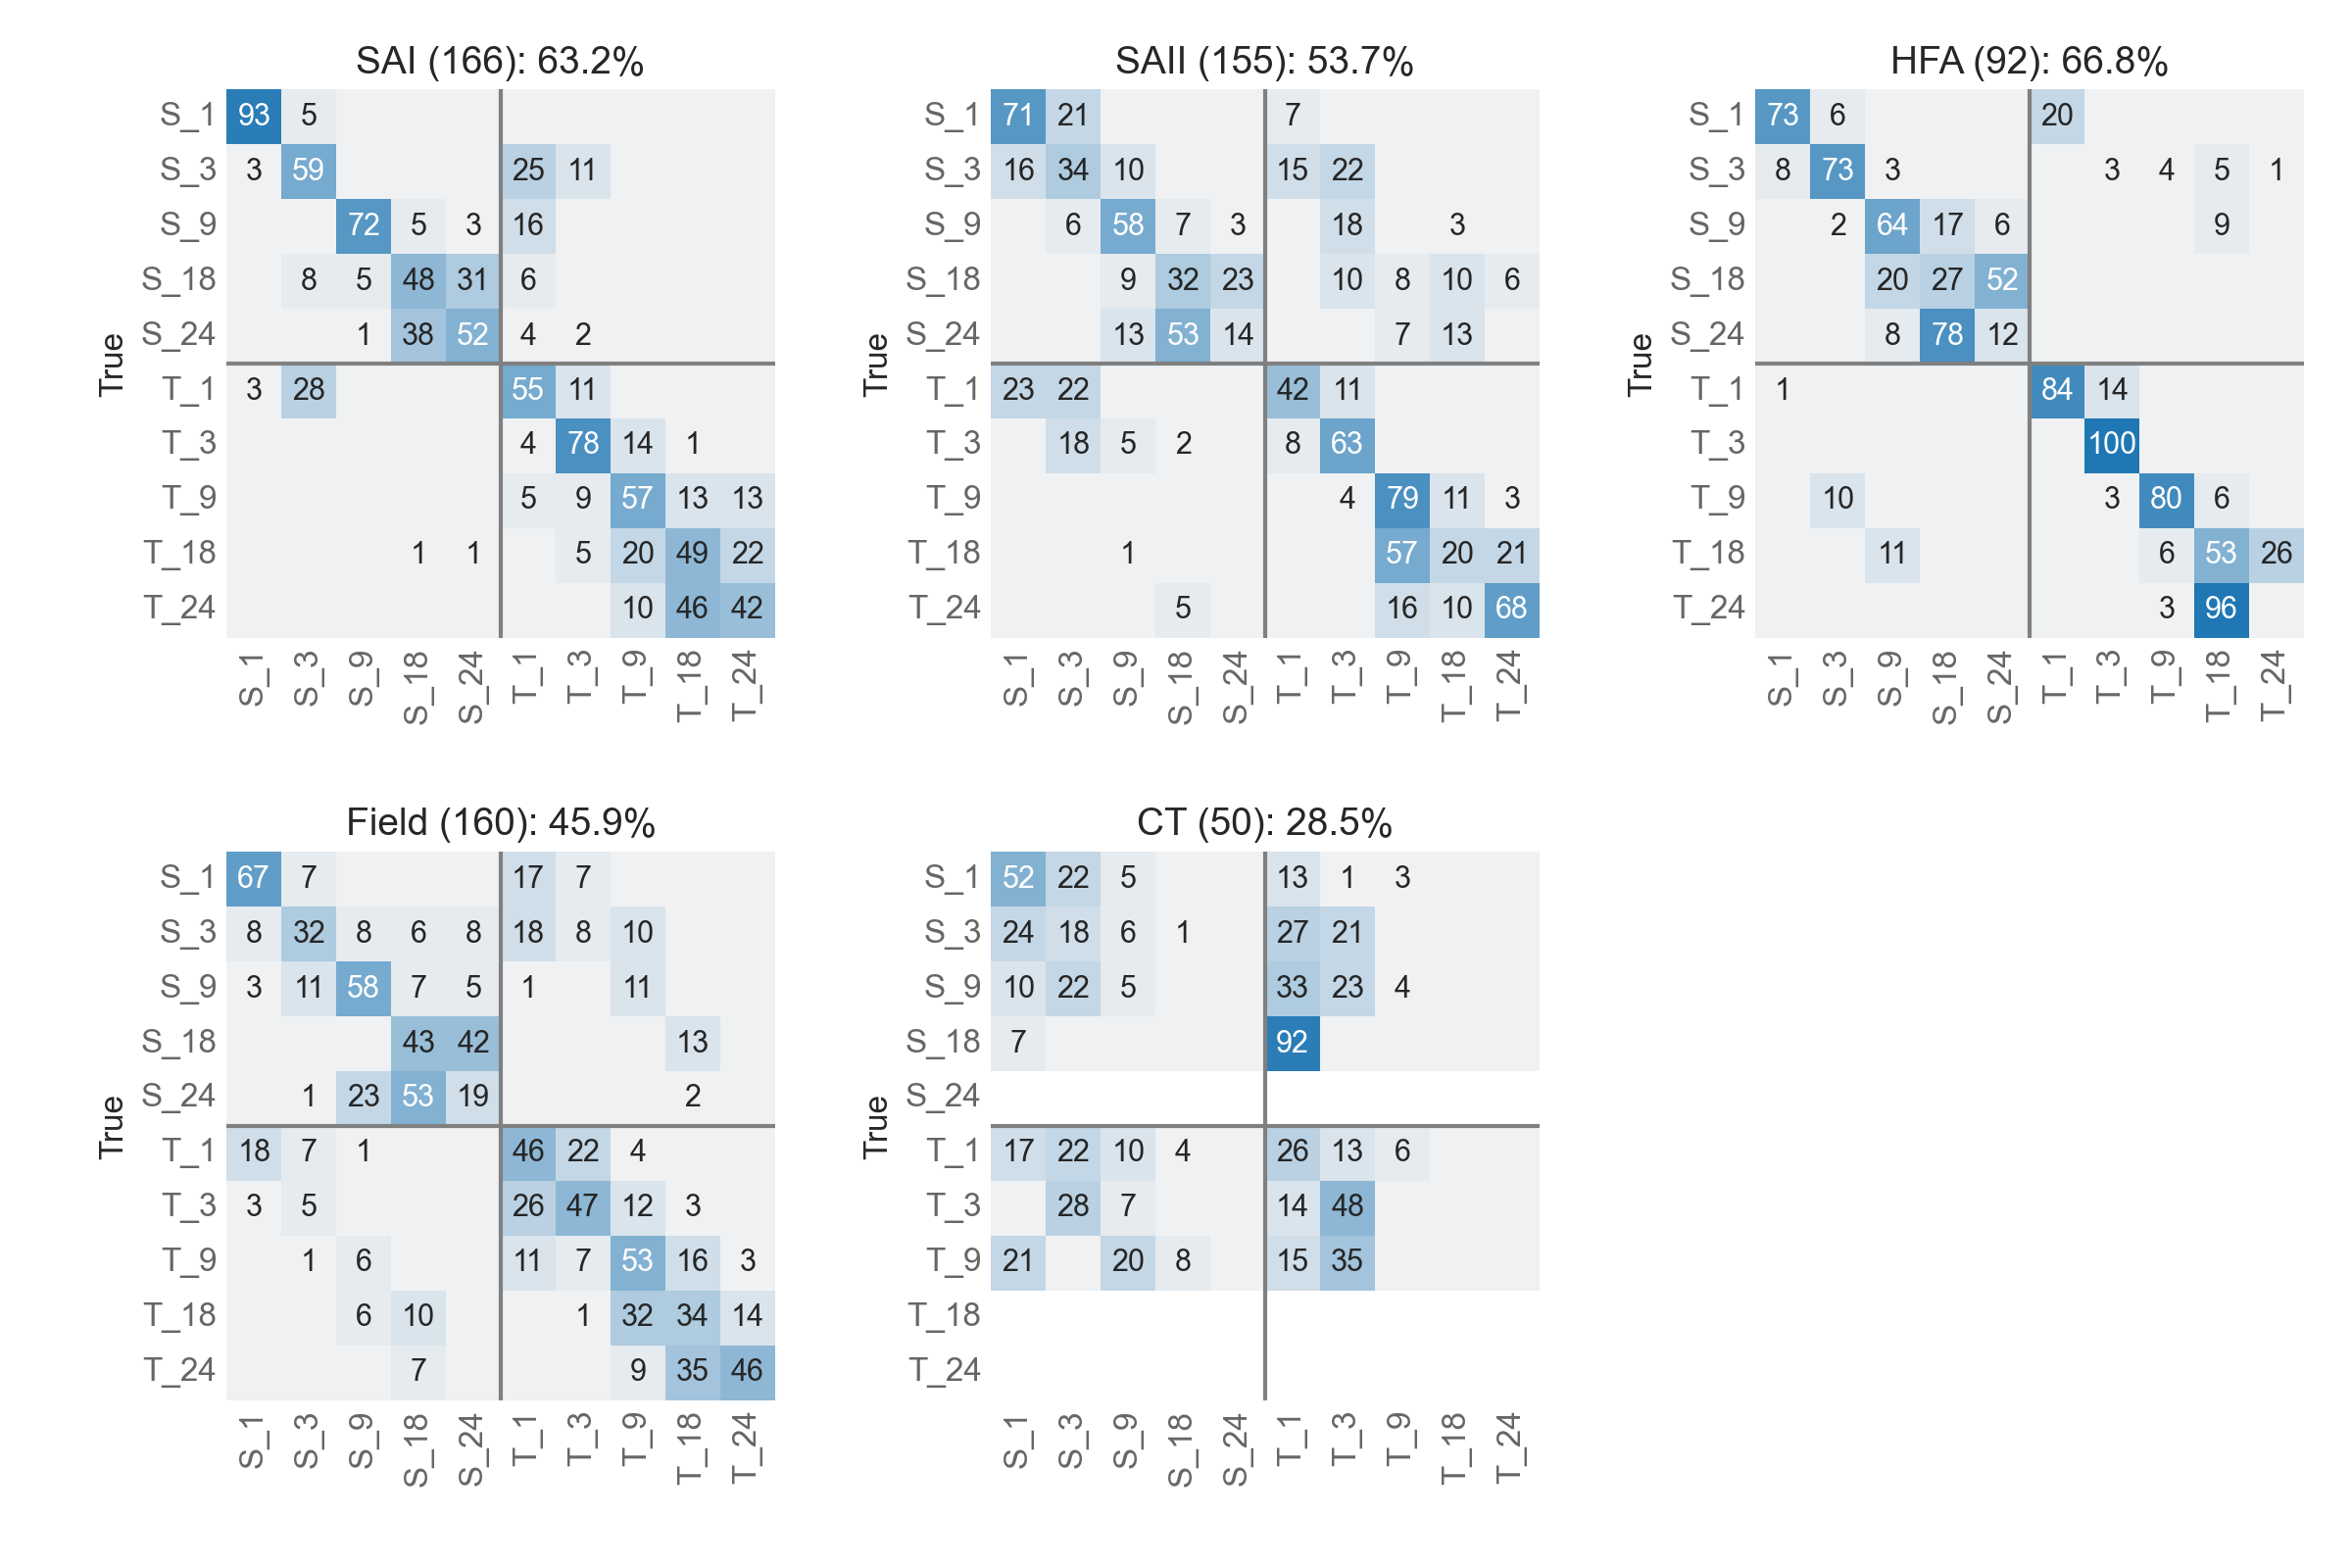 SAI (166): 63.2%
True
S_1 93 5
S_3 3 59 25 11
S_9 72 5 3 16
S_18 8 5 48 31 6
S_24 1 38 52 4 2
T_1 3 28 55 11
T_3 4 78 14 1
T_9 5 9 57 13 13
T_18 1 1 5 20 49 22
T_24 10 46 42
S_1 S_3 S_9 S_18 S_24 T_1 T_3 T_9 T_18 T_24
SAII (155): 53.7%
True
S_1 71 21 7
S_3 16 34 10 15 22
S_9 6 58 7 3 18 3
S_18 9 32 23 10 8 10 6
S_24 13 53 14 7 13
T_1 23 22 42 11
T_3 18 5 2 8 63
T_9 4 79 11 3
T_18 1 57 20 21
T_24 5 16 10 68
S_1 S_3 S_9 S_18 S_24 T_1 T_3 T_9 T_18 T_24
HFA (92): 66.8%
True
S_1 73 6 20
S_3 8 73 3 3 4 5 1
S_9 2 64 17 6 9
S_18 20 27 52
S_24 8 78 12
T_1 1 84 14
T_3 100
T_9 10 3 80 6
T_18 11 6 53 26
T_24 3 96
S_1 S_3 S_9 S_18 S_24 T_1 T_3 T_9 T_18 T_24
Field (160): 45.9%
True
S_1 67 7 17 7
S_3 8 32 8 6 8 18 8 10
S_9 3 11 58 7 5 1 11
S_18 43 42 13
S_24 1 23 53 19 2
T_1 18 7 1 46 22 4
T_3 3 5 26 47 12 3
T_9 1 6 11 7 53 16 3
T_18 6 10 1 32 34 14
T_24 7 9 35 46
S_1 S_3 S_9 S_18 S_24 T_1 T_3 T_9 T_18 T_24
CT (50): 28.5%
True
S_1 52 22 5 13 1 3
S_3 24 18 6 1 27 21
S_9 10 22 5 33 23 4
S_18 7 92
S_24
T_1 17 22 10 4 26 13 6
T_3 28 7 14 48
T_9 21 20 8 15 35
T_18
T_24
S_1 S_3 S_9 S_18 S_24 T_1 T_3 T_9 T_18 T_24